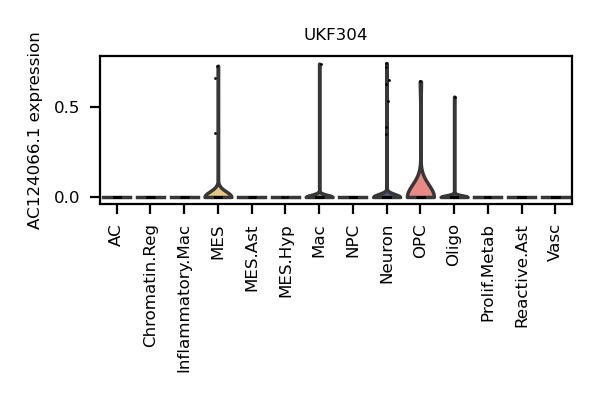 UKF304
AC124066.1 expression
0.5
0.0
AC
Chromatin.Reg
Inflammatory.Mac
MES
MES.Ast
MES.Hyp
Mac
NPC
Neuron
OPC
Oligo
Prolif.Metab
Reactive.Ast
Vasc